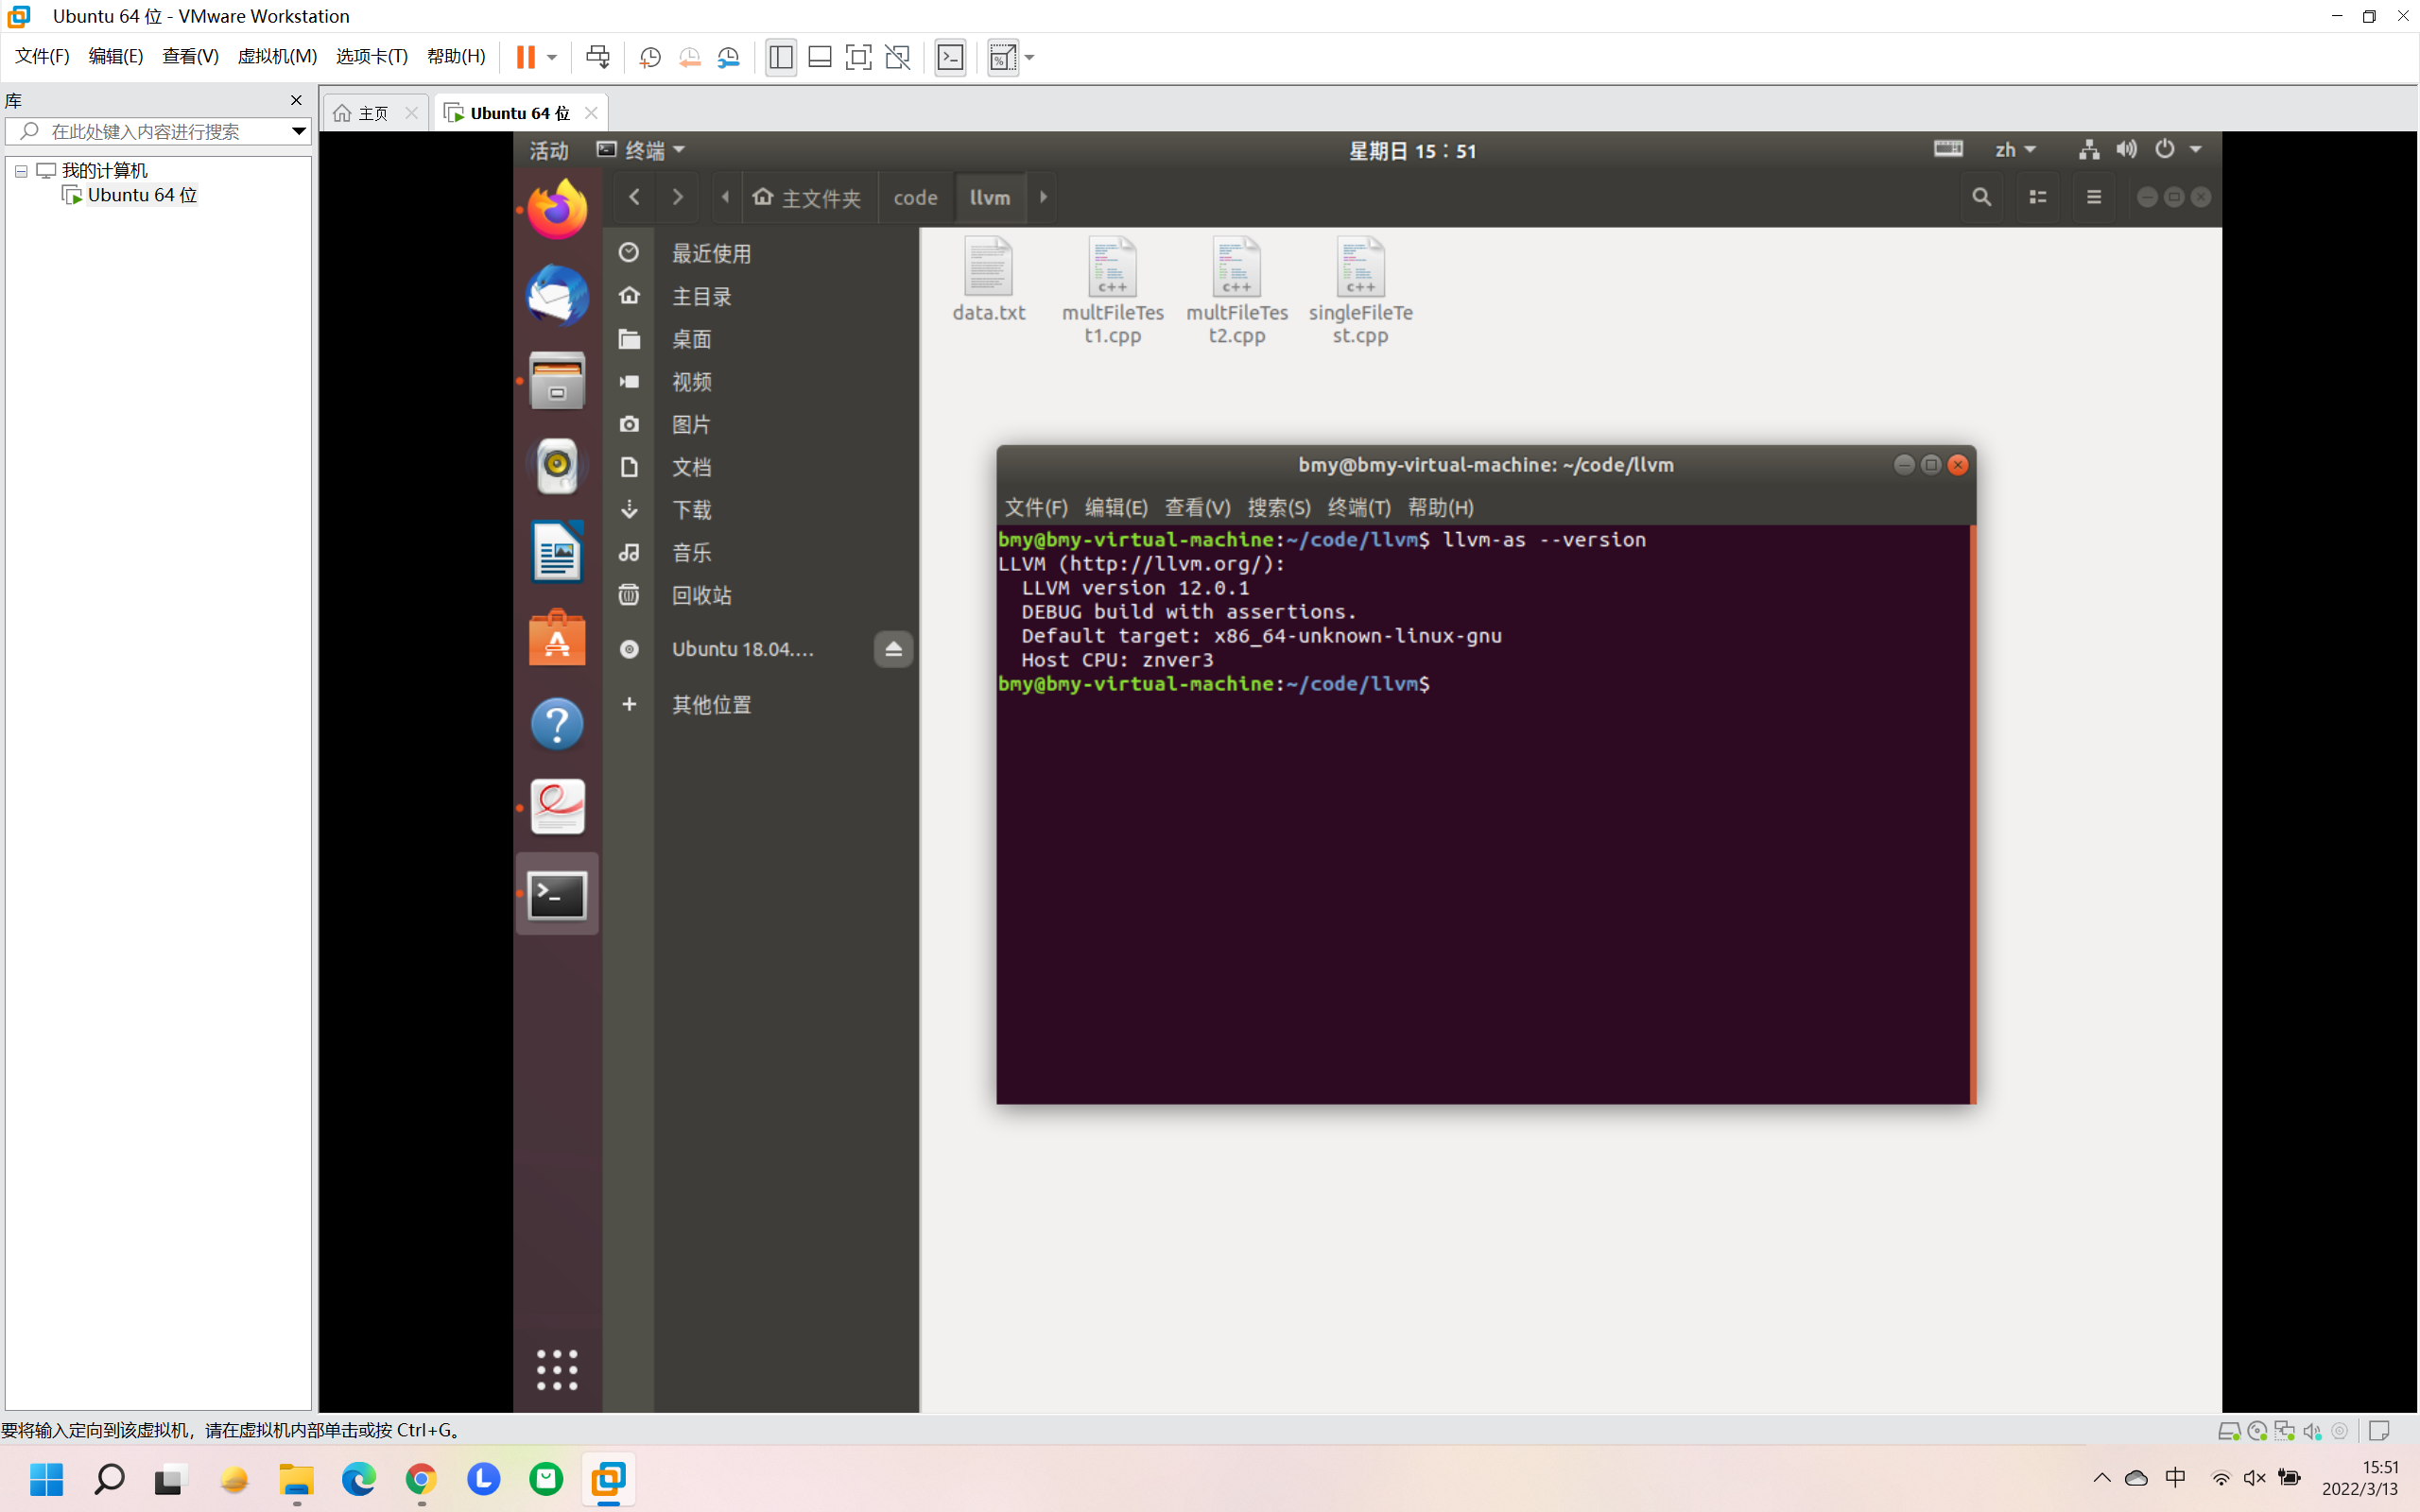 Ubuntu 64 位 - VMware Workstation
文件(F) 编辑(E) 查看(V) 虚拟机(M) 选项卡(T) 帮助(H)
库
在此处键入内容进行搜索
我的计算机
Ubuntu 64 位
主页
Ubuntu 64 位
活动 终端 星期日 15：51 zh
主文件夹 code llvm
最近使用
主目录
桌面
视频
图片
文档
下载
音乐
回收站
Ubuntu 18.04....
其他位置
data.txt
multFileTes
t1.cpp
multFileTes
t2.cpp
singleFileTe
st.cpp
c++
c++
c++
bmy@bmy-virtual-machine: ~/code/llvm
文件(F) 编辑(E) 查看(V) 搜索(S) 终端(T) 帮助(H)
bmy@bmy-virtual-machine:~/code/llvm$ llvm-as --version
LLVM (http://llvm.org/):
  LLVM version 12.0.1
  DEBUG build with assertions.
  Default target: x86_64-unknown-linux-gnu
  Host CPU: znver3
bmy@bmy-virtual-machine:~/code/llvm$
要将输入定向到该虚拟机，请在虚拟机内部单击或按 Ctrl+G。
中
15:51
2022/3/13